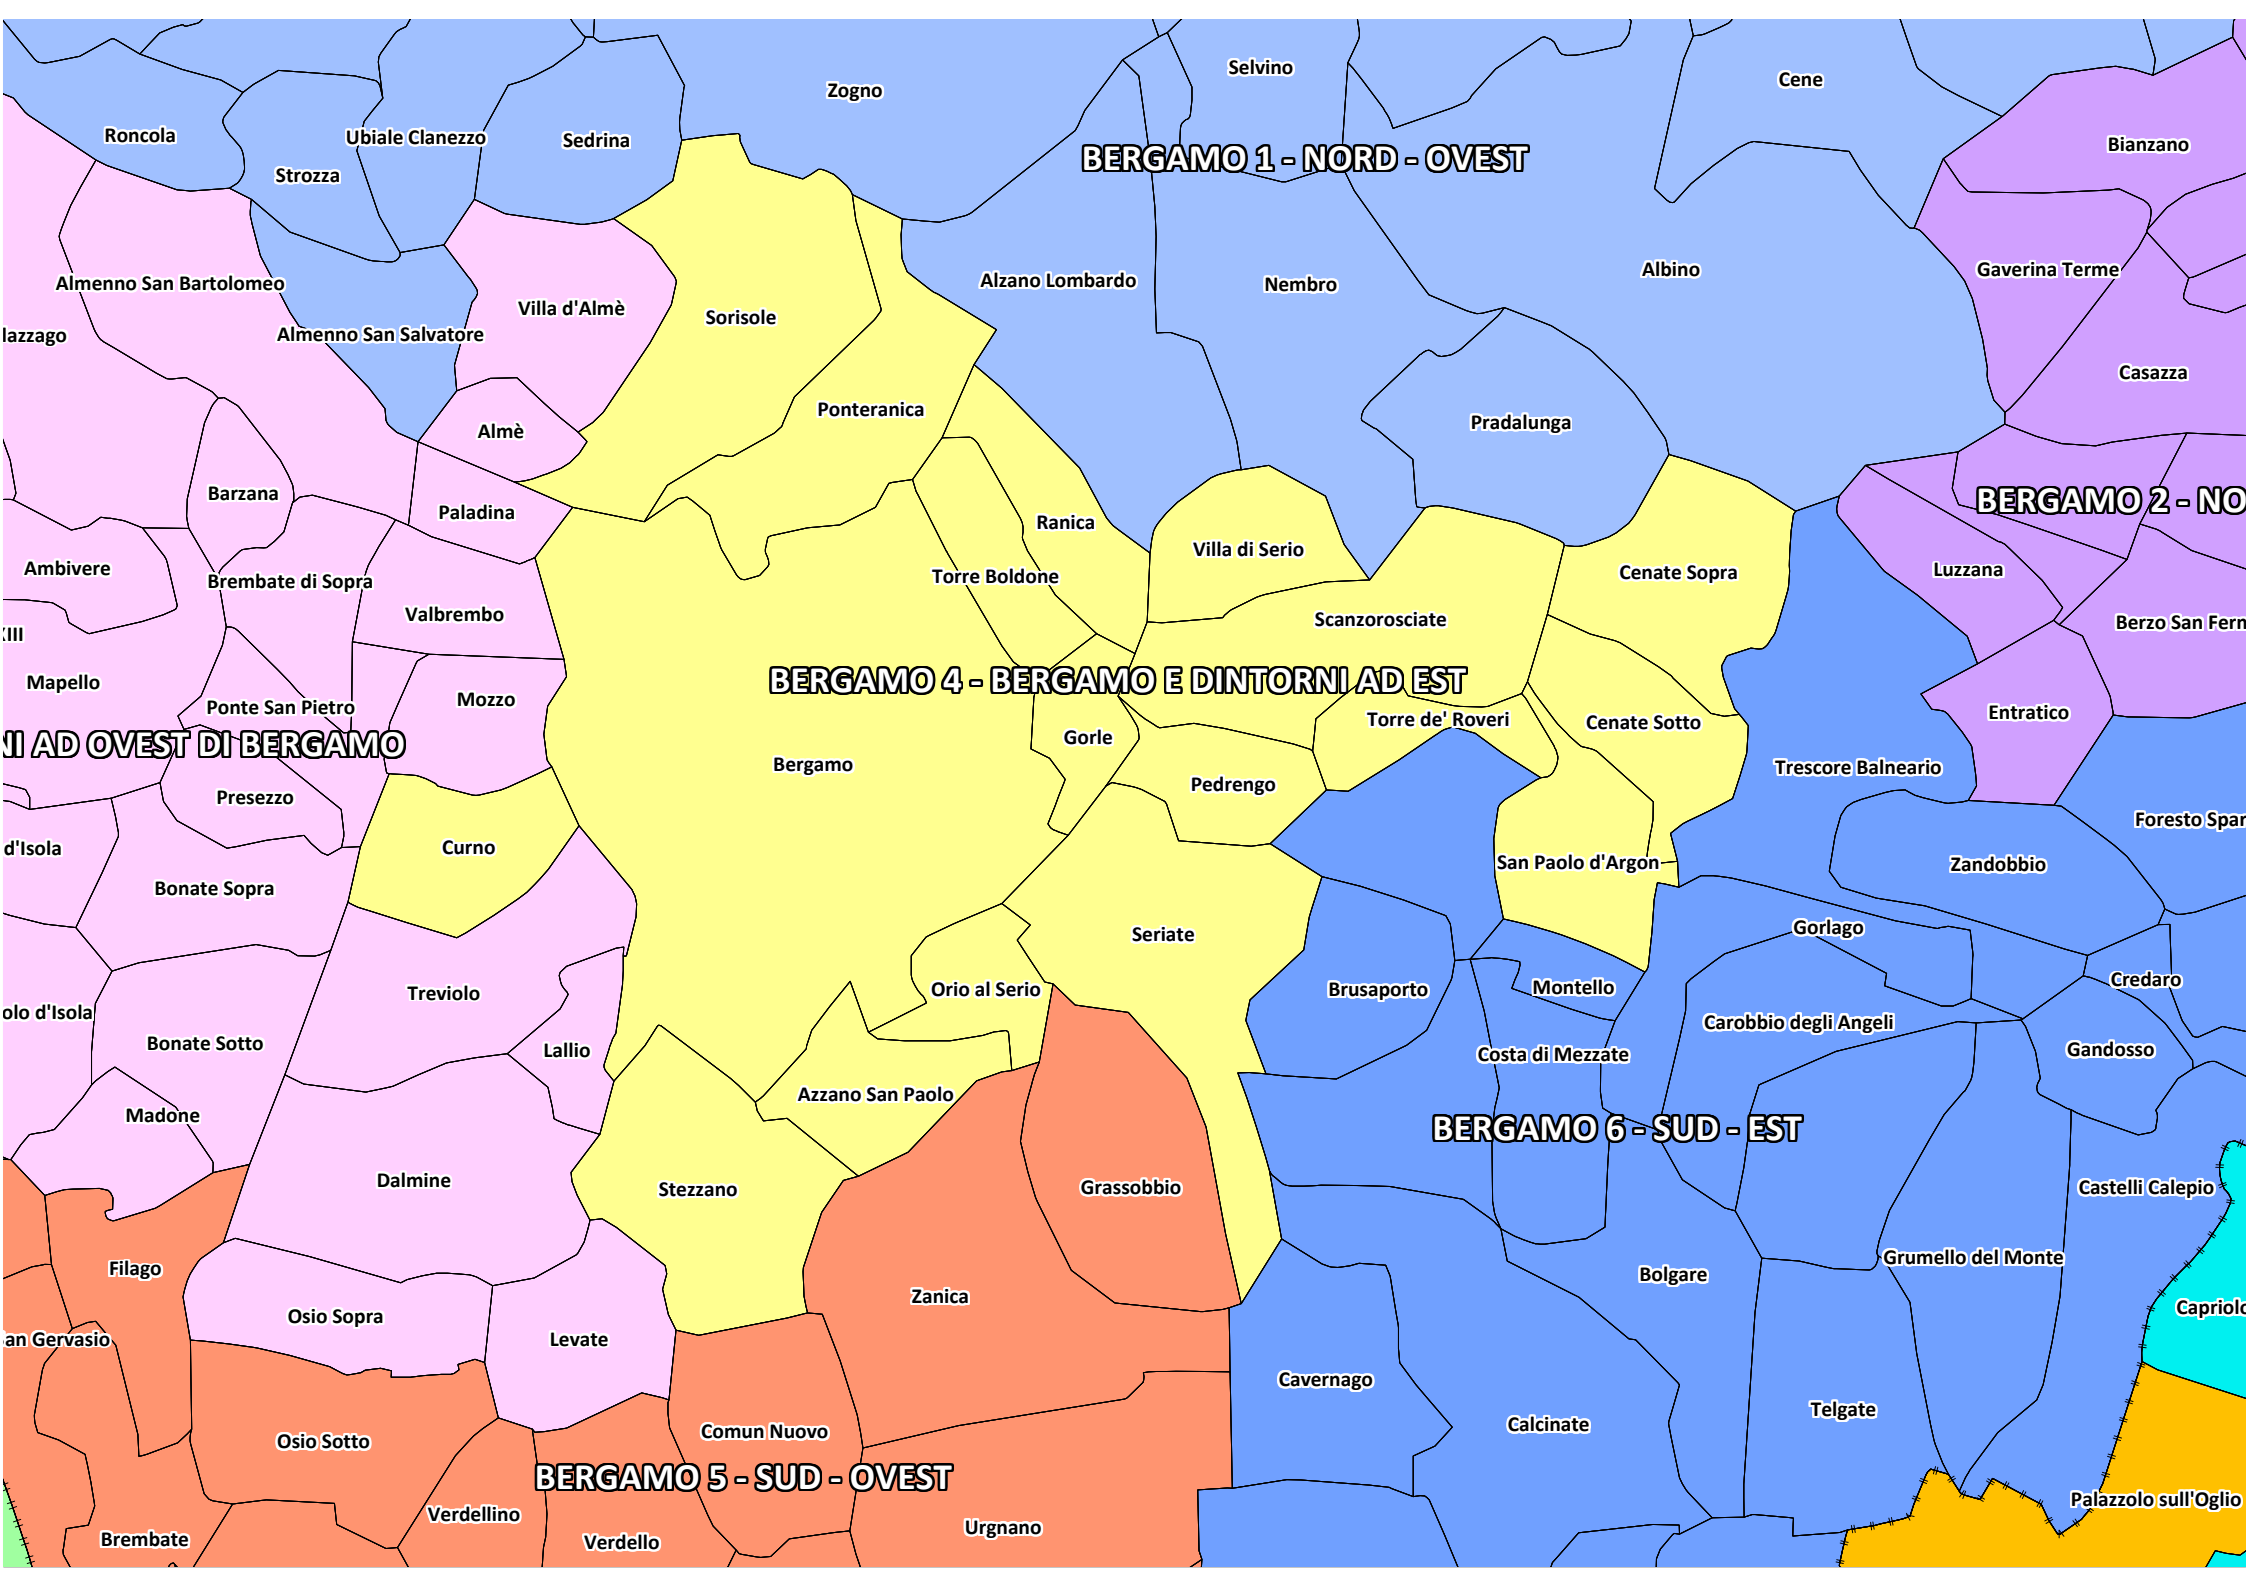 Selvino
Cene
Zogno
Roncola
Ubiale Clanezzo
Sedrina
Bianzano
BERGAMO 1 - NORD - OVEST
Strozza
Gaverina Terme
Albino
Alzano Lombardo
Nembro
Almenno San Bartolomeo
Villa d'Almè
Sorisole
Almenno San Salvatore
lazzago
Casazza
Ponteranica
Pradalunga
Almè
Barzana
BERGAMO 2 - NO
Paladina
Ranica
Villa di Serio
Ambivere
Luzzana
Cenate Sopra
Torre Boldone
Brembate di Sopra
Valbrembo
Scanzorosciate
Berzo San Fern
XIII
BERGAMO 4 - BERGAMO E DINTORNI AD EST
Mapello
Mozzo
Ponte San Pietro
Entratico
Torre de' Roveri
Cenate Sotto
Gorle
NI AD OVEST DI BERGAMO
Bergamo
Trescore Balneario
Pedrengo
Presezzo
Foresto Spar
Curno
d'Isola
San Paolo d'Argon
Zandobbio
Bonate Sopra
Gorlago
Seriate
Credaro
Montello
Brusaporto
Orio al Serio
Treviolo
olo d'Isola
Carobbio degli Angeli
Bonate Sotto
Lallio
Gandosso
Costa di Mezzate
Azzano San Paolo
Madone
BERGAMO 6 - SUD - EST
Dalmine
Stezzano
Grassobbio
Castelli Calepio
Grumello del Monte
Filago
Bolgare
Zanica
Capriolo
Osio Sopra
Levate
an Gervasio
Cavernago
Telgate
Calcinate
Comun Nuovo
Osio Sotto
BERGAMO 5 - SUD - OVEST
Palazzolo sull'Oglio
Verdellino
Urgnano
Brembate
Verdello